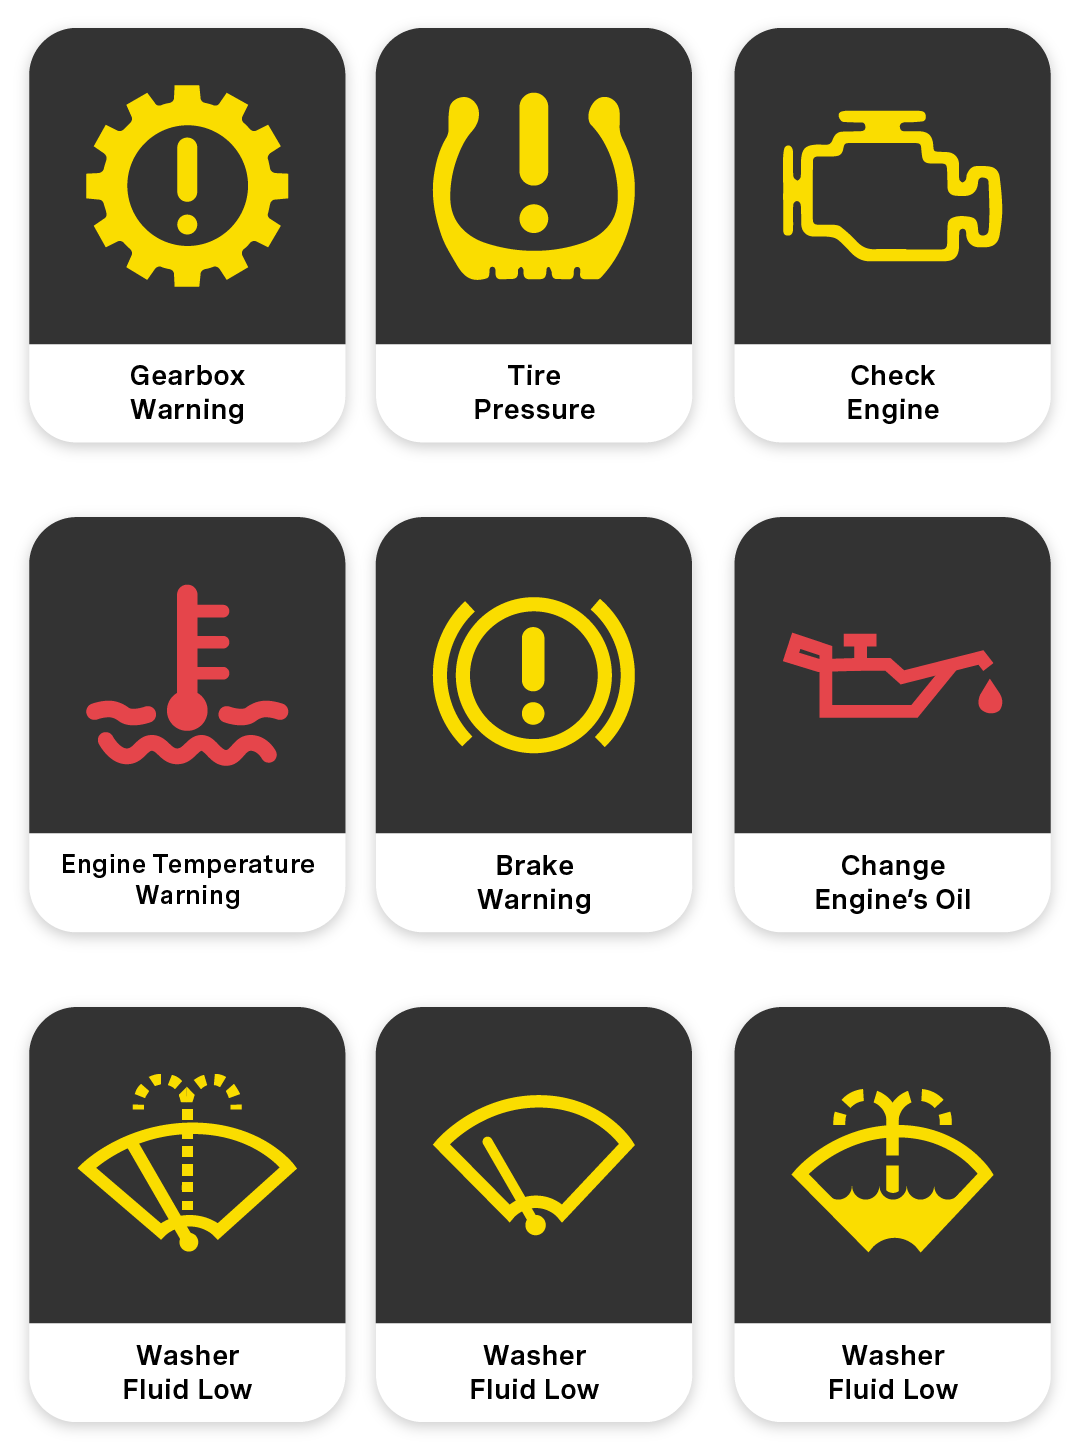 Gearbox
Warning
Tire
Pressure
Check
Engine
Engine Temperature
Warning
Brake
Warning
Change
Engine’s Oil
Washer
Fluid Low
Washer
Fluid Low
Washer
Fluid Low